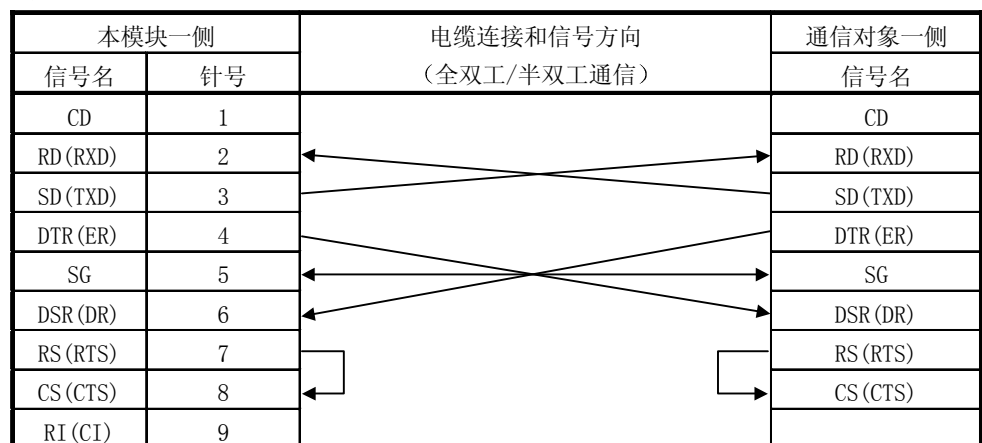 本模块一侧 电缆连接和信号方向 通信对象一侧
信号名 针号 （全双工/半双工通信） 信号名
CD 1 CD
RD(RXD) 2 RD(RXD)
SD(TXD) 3 SD(TXD)
DTR(ER) 4 DTR(ER)
SG 5 SG
DSR(DR) 6 DSR(DR)
RS(RTS) 7 RS(RTS)
CS(CTS) 8 CS(CTS)
RI(CI) 9